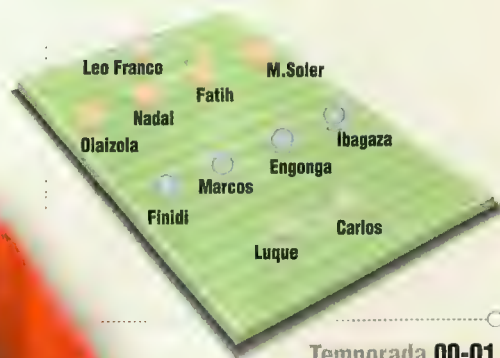 Leo Franco
M.Soler
Fatih
Nadal
Olaizola
Ibagaza
Engonga
Marcos
Finidi
Carlos
Luque
Temporada 00-01